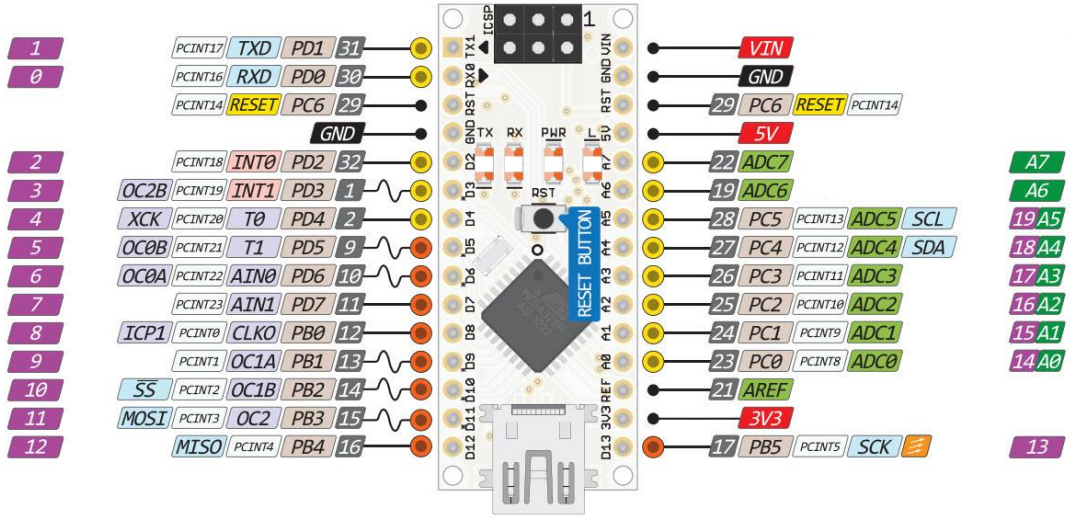 ICSP 1
1 PCINT17 TXD PD1 31 TX1 VIN VIN
0 PCINT16 RXD PD0 30 RX0 GND GND
PCINT14 RESET PC6 29 RST RST 29 PC6 RESET PCINT14
GND GND 5V 5V
TX RX PWR L
2 PCINT18 INT0 PD2 32 D2 A7 22 ADC7 A7
3 OC2B PCINT19 INT1 PD3 1 D3 A6 19 ADC6 A6
RST
4 XCK PCINT20 T0 PD4 2 D4 A5 28 PC5 PCINT13 ADC5 SCL 19 A5
5 OC0B PCINT21 T1 PD5 9 D5 A4 27 PC4 PCINT12 ADC4 SDA 18 A4
RESET BUTTON
6 OC0A PCINT22 AIN0 PD6 10 D6 A3 26 PC3 PCINT11 ADC3 17 A3
7 PCINT23 AIN1 PD7 11 D7 A2 25 PC2 PCINT10 ADC2 16 A2
8 ICP1 PCINT0 CLKO PB0 12 D8 A1 24 PC1 PCINT9 ADC1 15 A1
9 PCINT1 OC1A PB1 13 D9 A0 23 PC0 PCINT8 ADC0 14 A0
10 SS PCINT2 OC1B PB2 14 D10 REF 21 AREF
11 MOSI PCINT3 OC2 PB3 15 D11 3V3 3V3
12 MISO PCINT4 PB4 16 D12 D13 17 PB5 PCINT5 SCK 13